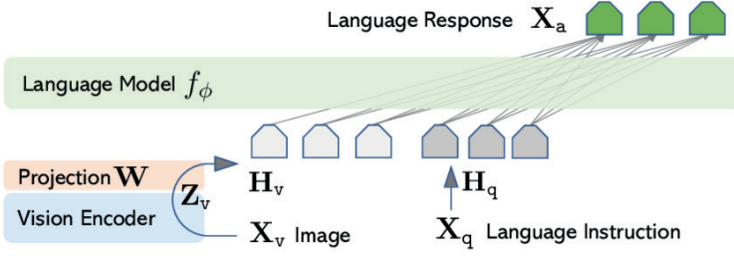 Language Response X_a
Language Model f_ϕ
Projection W
Z_v
H_v
H_q
Vision Encoder
X_v Image
X_q Language Instruction